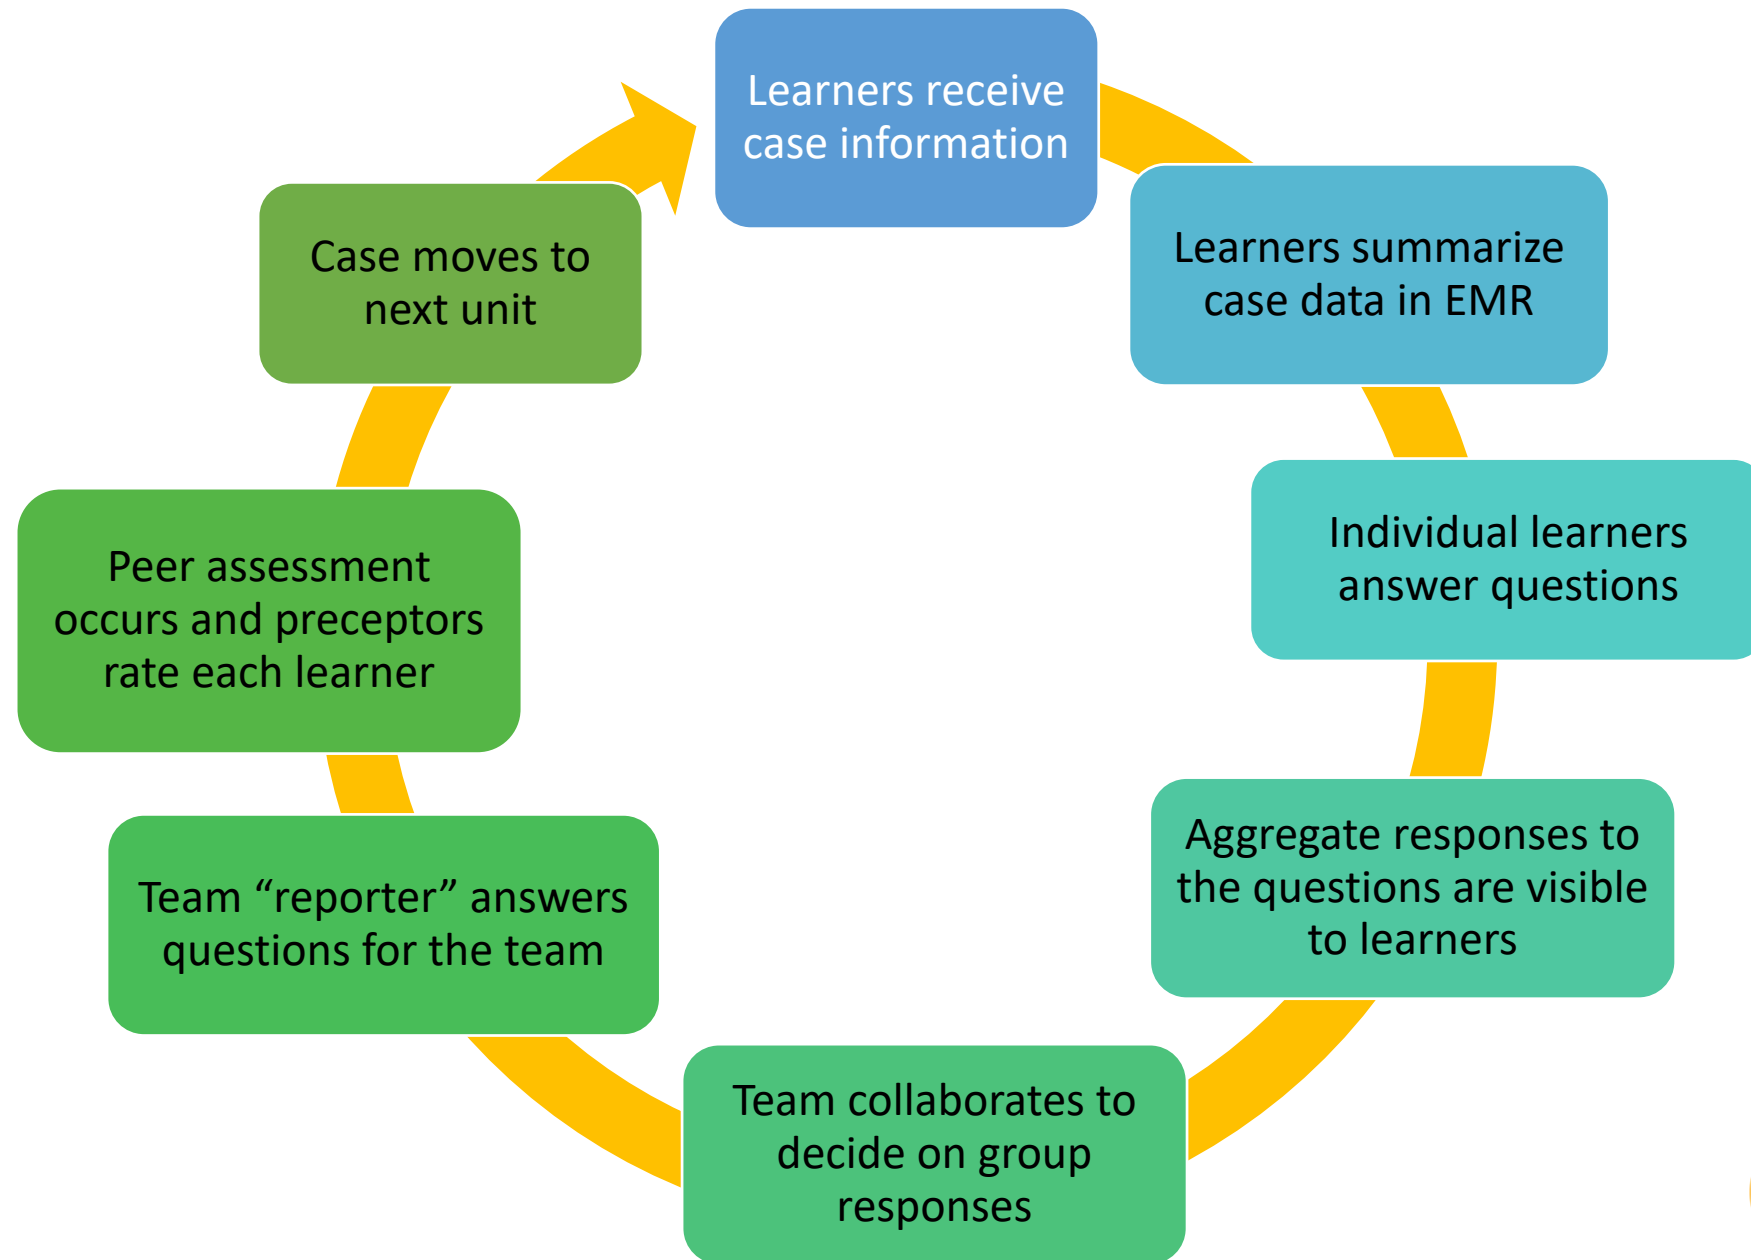 Learners receive
case information
Learners summarize
case data in EMR
Individual learners
answer questions
Aggregate responses to
the questions are visible
to learners
Team collaborates to
decide on group
responses
Team “reporter” answers
questions for the team
Peer assessment
occurs and preceptors
rate each learner
Case moves to
next unit